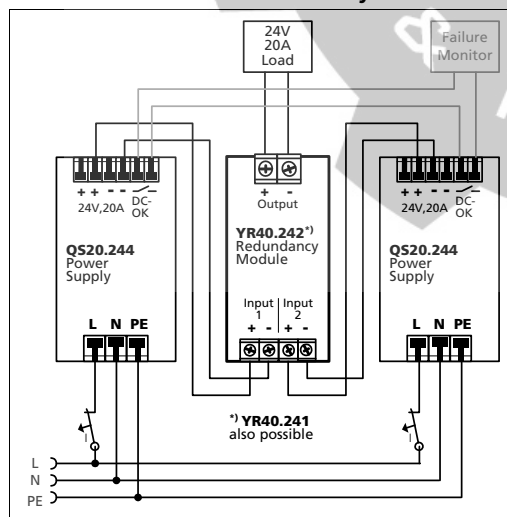 24V
20A
Load
Failure
Monitor
+ + - - DC-
OK
24V,20A
QS20.244
Power
Supply
L N PE
+ -
Output
YR40.242*)
Redundancy
Module
Input
1
Input
2
+ - + -
+ + - - DC-
OK
24V,20A
QS20.244
Power
Supply
L N PE
*) YR40.241
also possible
I
I
L
N
PE